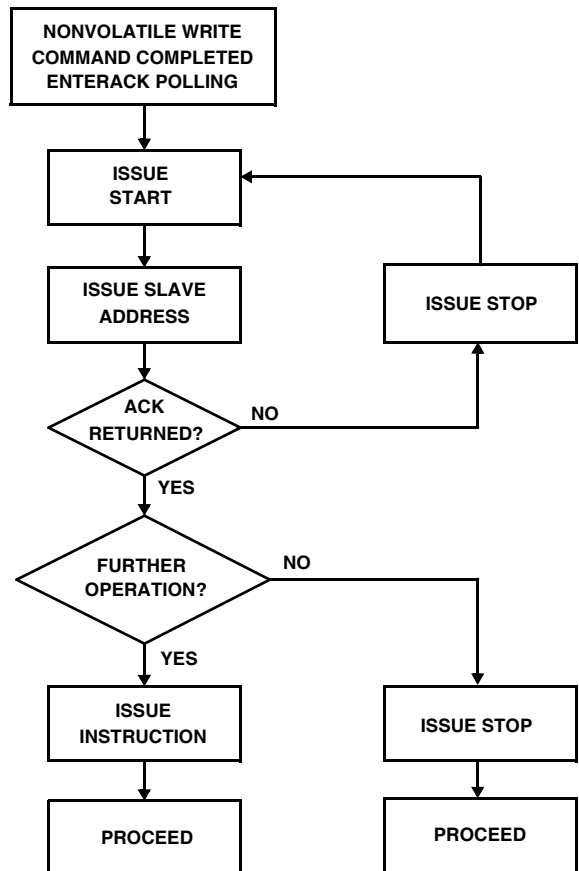 NONVOLATILE WRITE
COMMAND COMPLETED
ENTERACK POLLING
ISSUE
START
ISSUE SLAVE
ADDRESS
ISSUE STOP
ACK
RETURNED?
NO
YES
FURTHER
OPERATION?
NO
YES
ISSUE
INSTRUCTION
ISSUE STOP
PROCEED
PROCEED